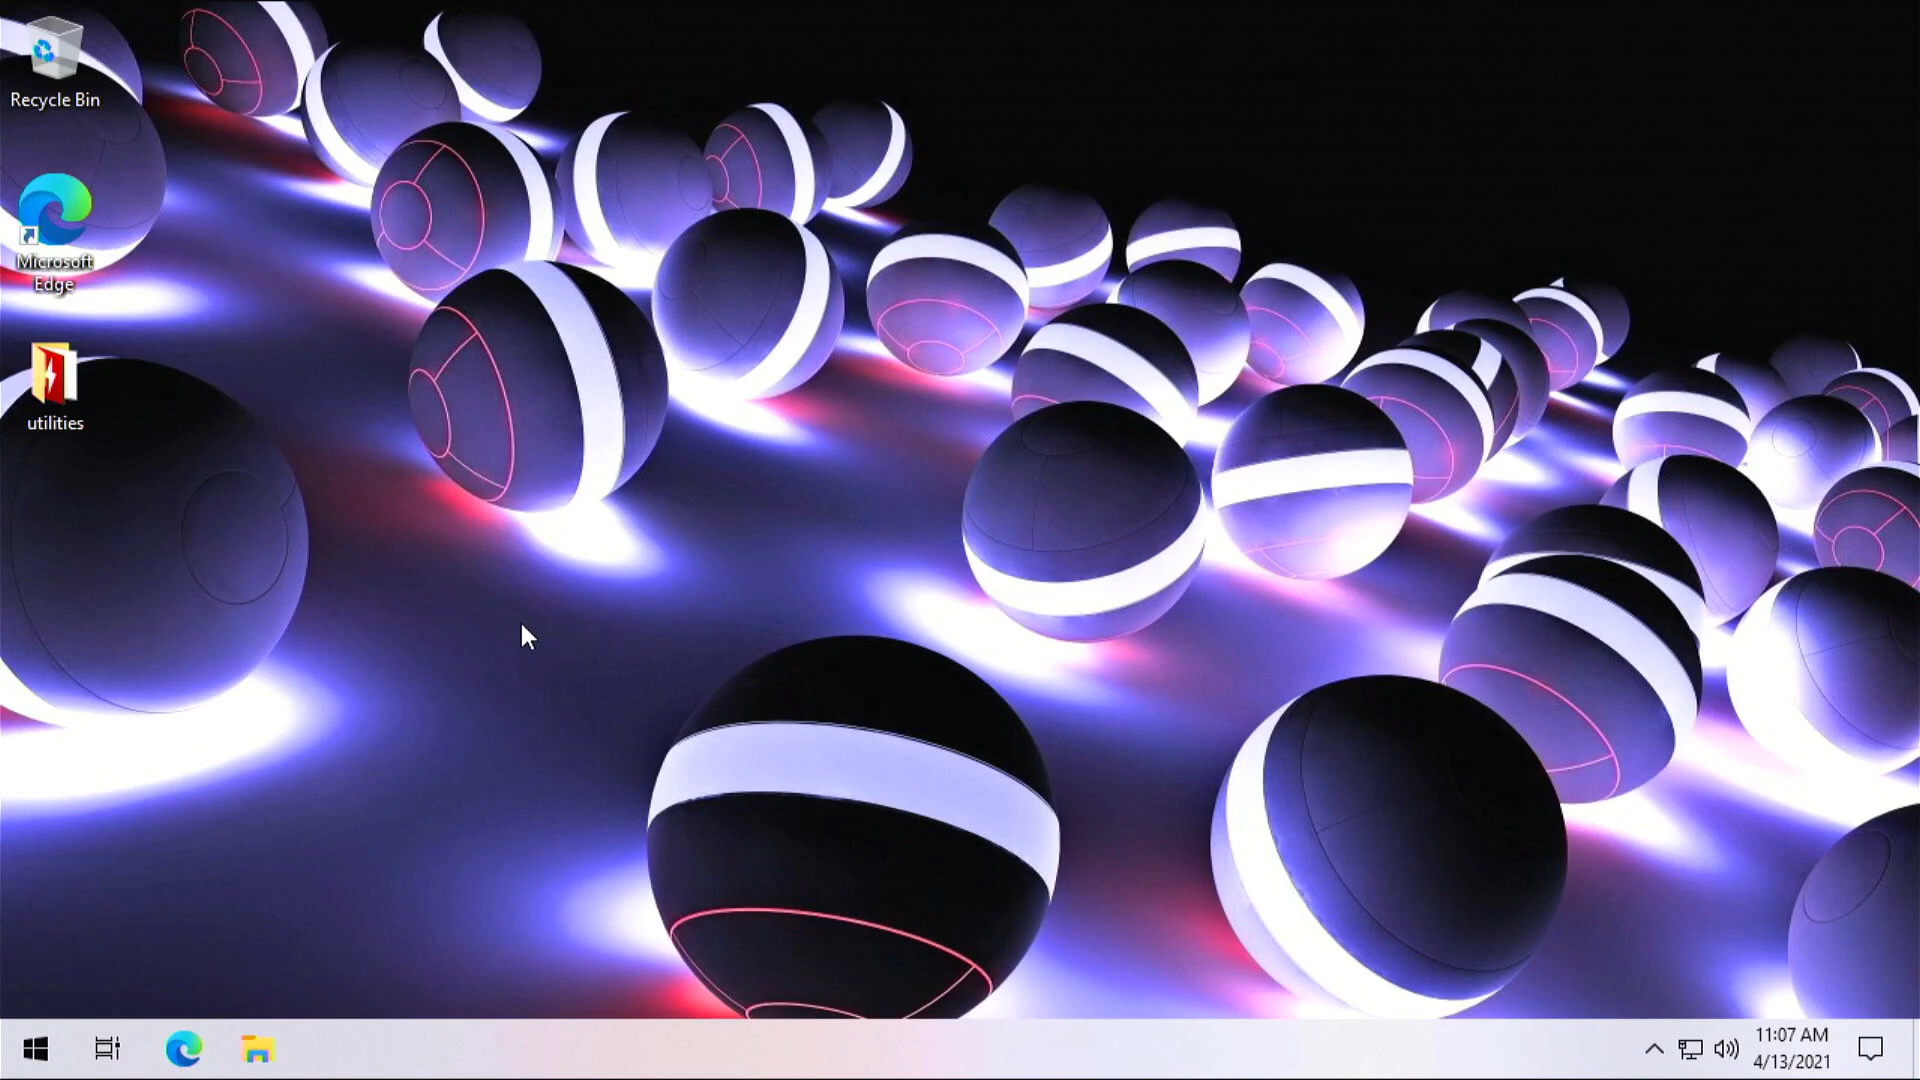 Recycle Bin
Microsoft
Edge
utilities
11:07 AM
4/13/2021